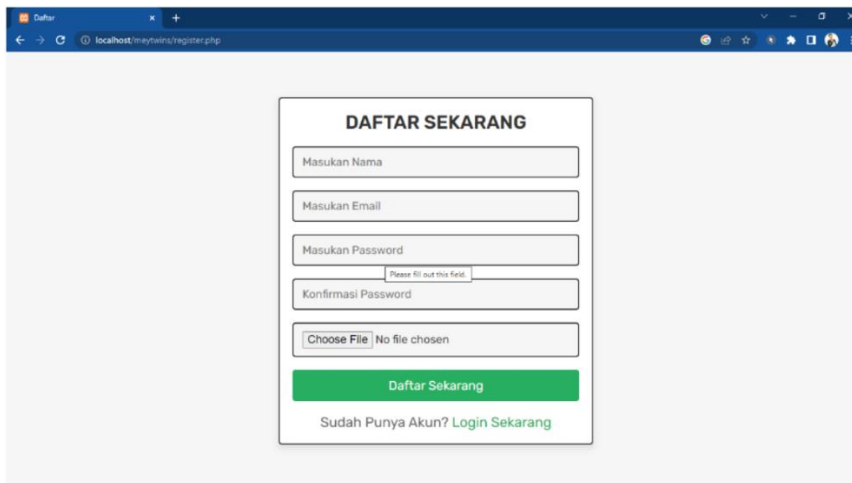 Daftar
localhost/meytwins/register.php
DAFTAR SEKARANG
Masukan Nama
Masukan Email
Masukan Password
Please fill out this field.
Konfirmasi Password
Choose File No file chosen
Daftar Sekarang
Sudah Punya Akun? Login Sekarang